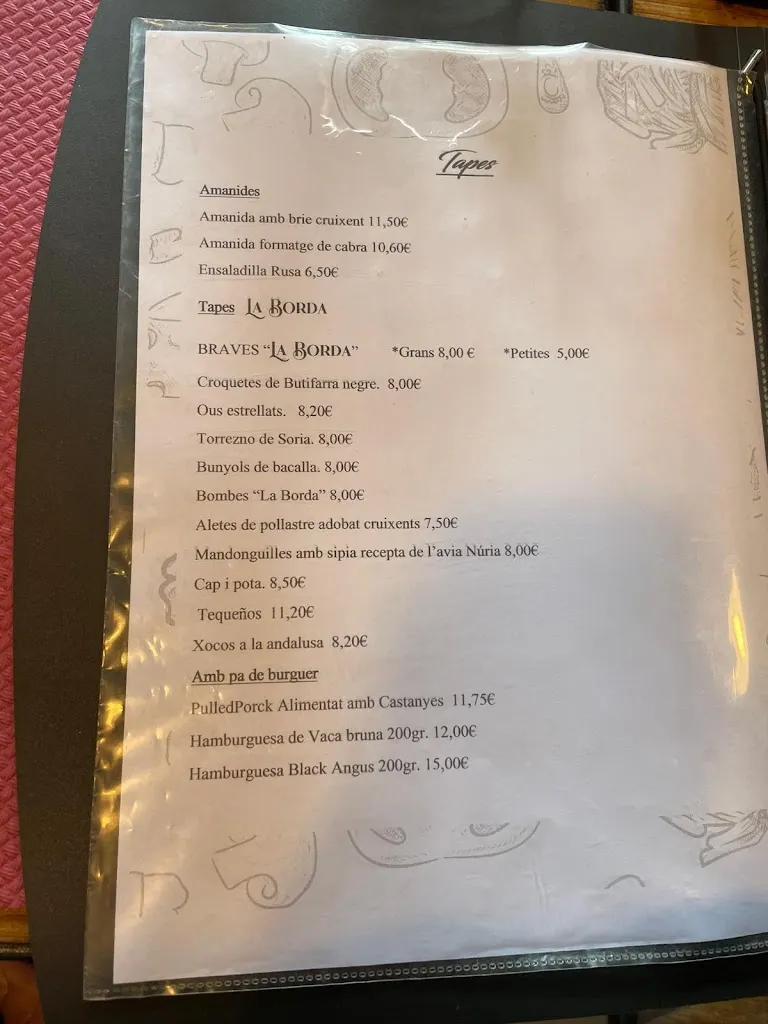 Tapes
Amanides
Amanida amb brie cruixent 11,50€
Amanida formatge de cabra 10,60€
Ensaladilla Rusa 6,50€
Tapes LA BORDA
BRAVES “LA BORDA” *Grans 8,00 € *Petites 5,00€
Croquetes de Butifarra negre. 8,00€
Ous estrellats. 8,20€
Torrezno de Soria. 8,00€
Bunyols de bacalla. 8,00€
Bombes “La Borda” 8,00€
Aletes de pollastre adobat cruixents 7,50€
Mandonguilles amb sipia recepta de l’avia Núria 8,00€
Cap i pota. 8,50€
Tequeños 11,20€
Xocos a la andalusa 8,20€
Amb pa de burguer
PulledPorck Alimentat amb Castanyes 11,75€
Hamburguesa de Vaca bruna 200gr. 12,00€
Hamburguesa Black Angus 200gr. 15,00€